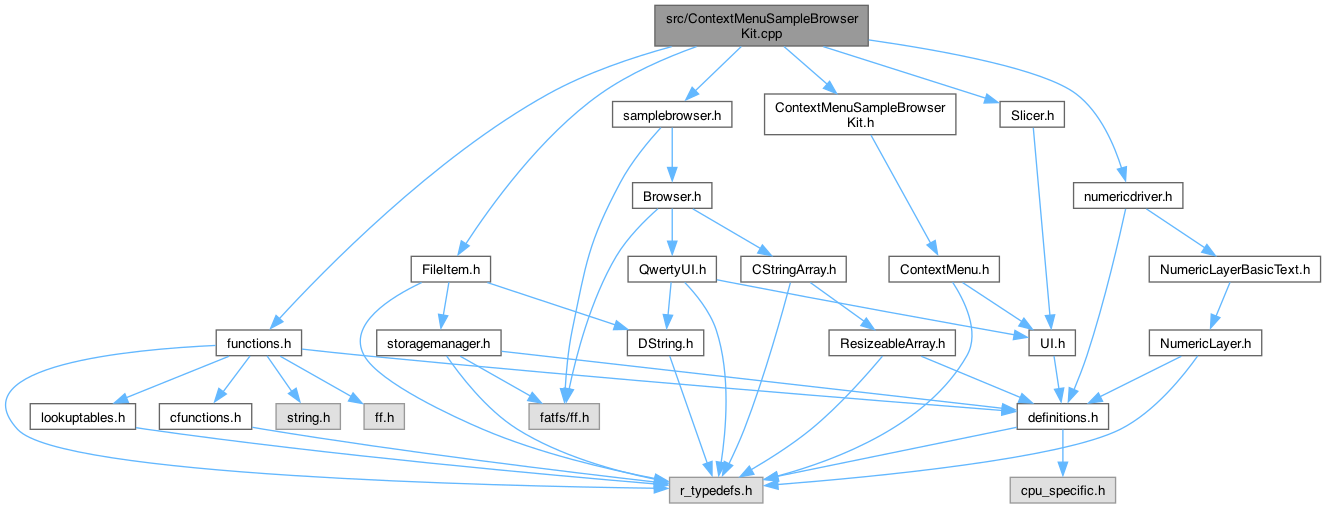 src/ContextMenuSampleBrowser
Kit.cpp
samplebrowser.h
ContextMenuSampleBrowser
Kit.h
Slicer.h
Browser.h
numericdriver.h
FileItem.h
QwertyUI.h
CStringArray.h
ContextMenu.h
NumericLayerBasicText.h
functions.h
storagemanager.h
DString.h
ResizeableArray.h
UI.h
NumericLayer.h
lookuptables.h
cfunctions.h
string.h
ff.h
fatfs/ff.h
definitions.h
r_typedefs.h
cpu_specific.h